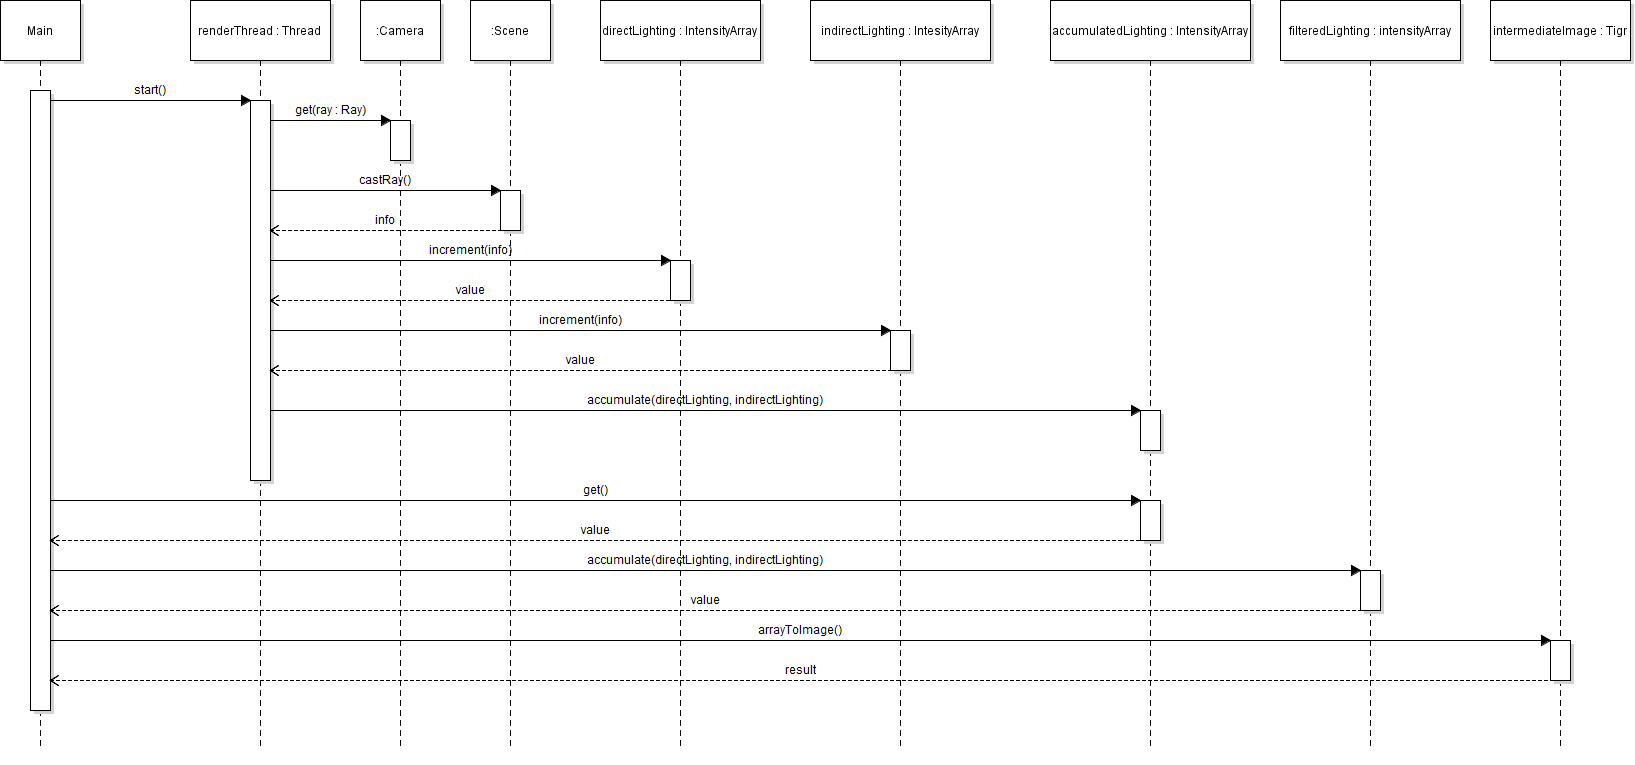 Main
renderThread : Thread
:Camera
:Scene
directLighting : IntensityArray
indirectLighting : IntesityArray
accumulatedLighting : IntensityArray
filteredLighting : intensityArray
intermediateImage : Tigr
start()
get(ray : Ray)
castRay()
info
increment(info)
value
increment(info)
value
accumulate(directLighting, indirectLighting)
get()
value
accumulate(directLighting, indirectLighting)
value
arrayToImage()
result